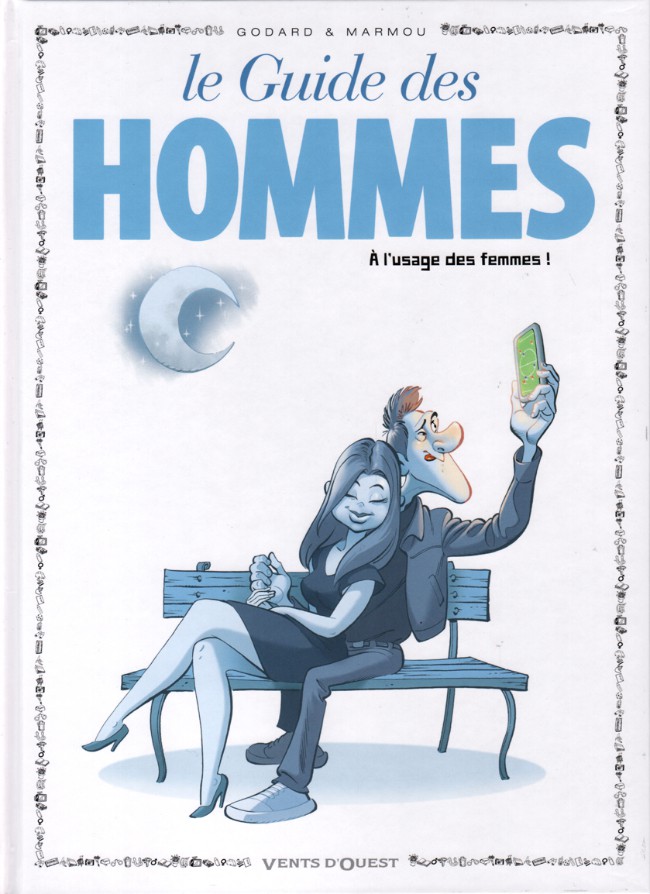 GODARD & MARMOU
le Guide des
HOMMES
À l'usage des femmes !
VENTS D'OUEST